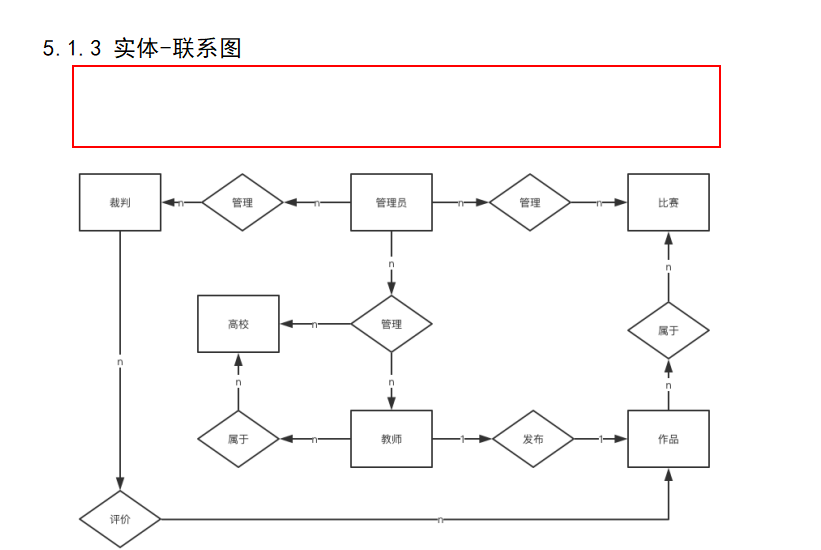 5.1.3 实体-联系图
裁判 n 管理 n 管理员 n 管理 n 比赛
n n
高校 n 管理 属于
n n n n
属于 n 教师 1 发布 1 作品
评价 n